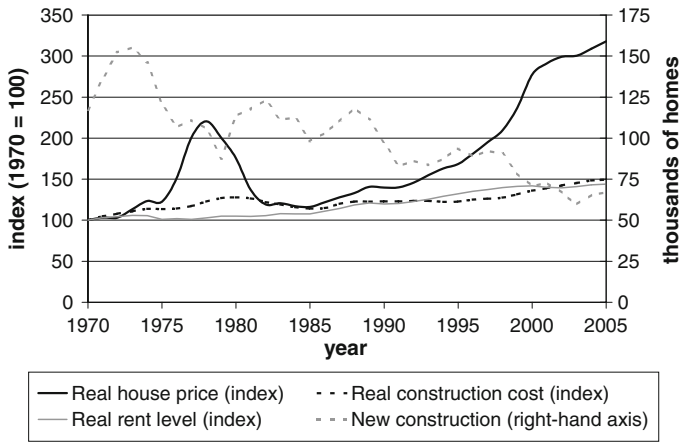 350
300
250
200
150
100
50
0
index (1970 = 100)
175
150
125
100
75
50
25
0
thousands of homes
1970 1975 1980 1985 1990 1995 2000 2005
year
Real house price (index) Real construction cost (index)
Real rent level (index) New construction (right-hand axis)